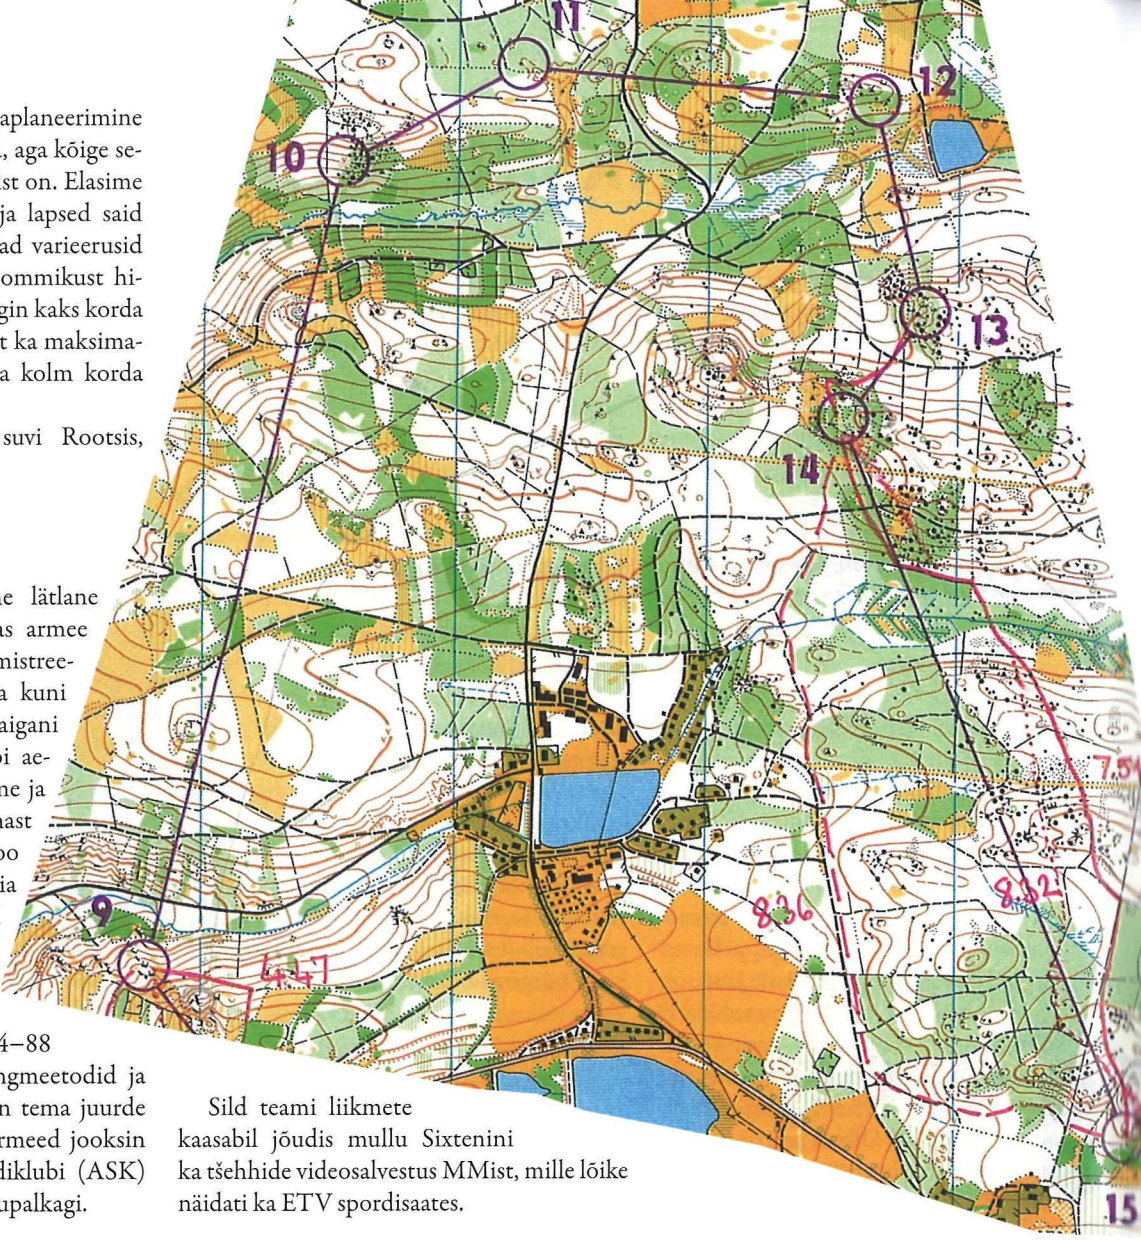 aplaneerimine
, aga kõige se-
st on. Elasime
ja lapsed said
ad varieerusid
ommikust hi-
gin kaks korda
t ka maksima-
a kolm korda
suvi Rootsis,
ne lätlane
as armee
mistree-
a kuni
aigani
oi ae-
ne ja
nast
oo
ia
4–88
ngmeetodid ja
n tema juurde
rmeed jooksin
diklubi (ASK)
upalkagi.
Sild teami liikmete
kaasabil jõudis mullu Sixtenini
ka tšehhide videosalvestus MMist, mille lõike
näidati ka ETV spordisaates.
11
12
10
13
14
7.51
836
832
9
4.47
15